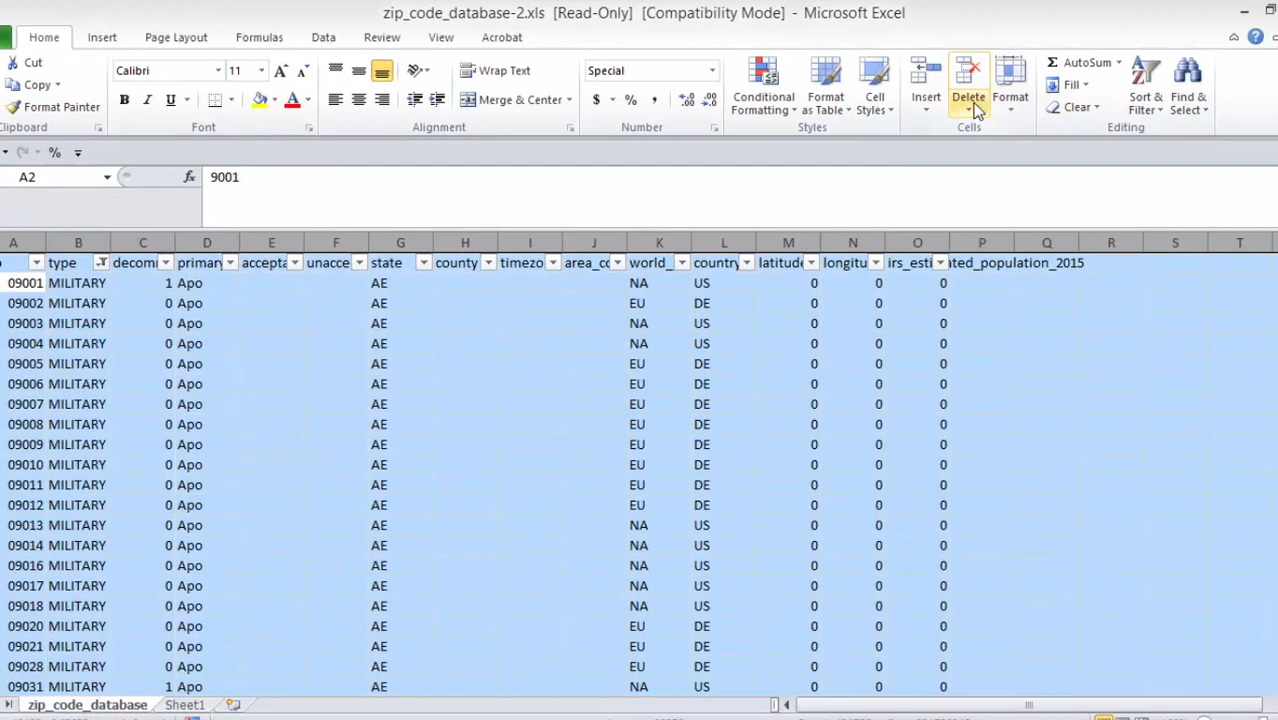 zip_code_database-2.xls [Read-Only] [Compatibility Mode] - Microsoft Excel
Home Insert Page Layout Formulas Data Review View Acrobat
Cut
Copy
Format Painter
Clipboard
Calibri 11 A A
B I U A
Font
Wrap Text
Merge & Center
Alignment
Special
$ % , .0 .00 .00 .0
Number
Conditional Formatting
Format as Table
Cell Styles
Styles
Insert Delete Format
Cells
AutoSum
Fill
Clear
Sort & Filter
Find & Select
Editing
%
A2 fx 9001
A B C D E F G H I J K L M N O P Q R S T
type decomm primary accepta unacce state county timezo area_co world_ country latitude longitu irs_esti ated_population_2015
09001 MILITARY 1 Apo AE NA US 0 0 0
09002 MILITARY 0 Apo AE EU DE 0 0 0
09003 MILITARY 0 Apo AE NA US 0 0 0
09004 MILITARY 0 Apo AE NA US 0 0 0
09005 MILITARY 0 Apo AE EU DE 0 0 0
09006 MILITARY 0 Apo AE EU DE 0 0 0
09007 MILITARY 0 Apo AE EU DE 0 0 0
09008 MILITARY 0 Apo AE EU DE 0 0 0
09009 MILITARY 0 Apo AE EU DE 0 0 0
09010 MILITARY 0 Apo AE EU DE 0 0 0
09011 MILITARY 0 Apo AE EU DE 0 0 0
09012 MILITARY 0 Apo AE EU DE 0 0 0
09013 MILITARY 0 Apo AE NA US 0 0 0
09014 MILITARY 0 Apo AE NA US 0 0 0
09016 MILITARY 0 Apo AE NA US 0 0 0
09017 MILITARY 0 Apo AE NA US 0 0 0
09018 MILITARY 0 Apo AE NA US 0 0 0
09020 MILITARY 0 Apo AE EU DE 0 0 0
09021 MILITARY 0 Apo AE EU DE 0 0 0
09028 MILITARY 0 Apo AE EU DE 0 0 0
09031 MILITARY 1 Apo AE NA US 0 0 0
zip_code_database Sheet1